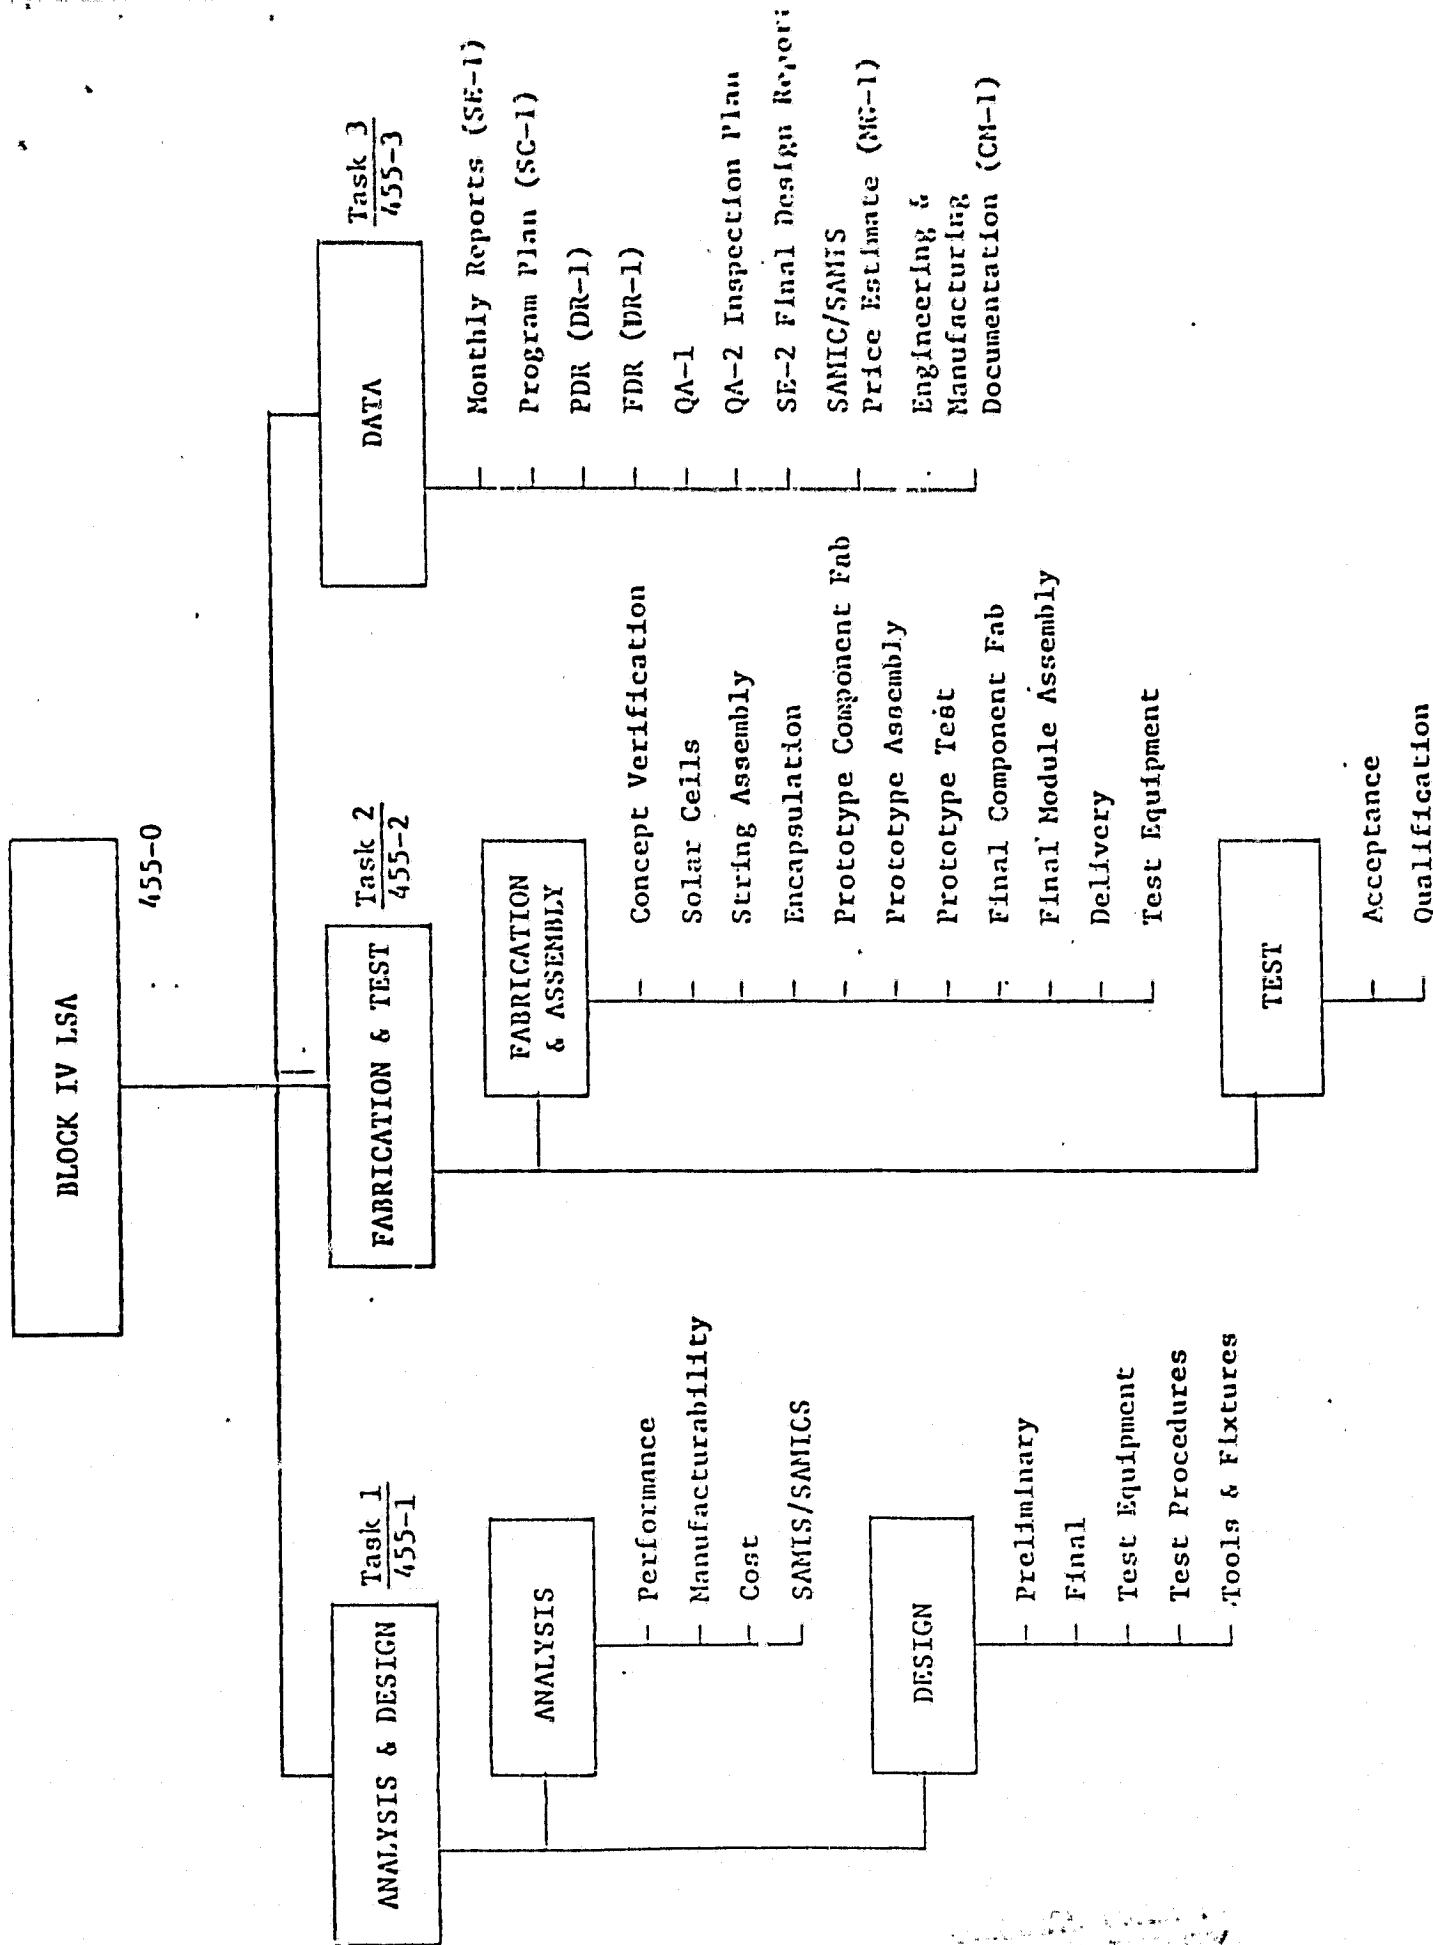 BLOCK IV LSA
455-0
Task 1
455-1
ANALYSIS & DESIGN
ANALYSIS
Performance
Manufacturability
Cost
SAMIS/SAMICS
DESIGN
Preliminary
Final
Test Equipment
Test Procedures
Tools & Fixtures
Task 2
455-2
FABRICATION & TEST
FABRICATION
& ASSEMBLY
Concept Verification
Solar Cells
String Assembly
Encapsulation
Prototype Component Fab
Prototype Assembly
Prototype Test
Final Component Fab
Final Module Assembly
Delivery
Test Equipment
TEST
Acceptance
Qualification
Task 3
455-3
DATA
Monthly Reports (SE-1)
Program Plan (SC-1)
PDR (DR-1)
FDR (DR-1)
QA-1
QA-2 Inspection Plan
SE-2 Final Design Report
SAMIC/SAMIS
Price Estimate (MG-1)
Engineering &
Manufacturing
Documentation (CM-1)